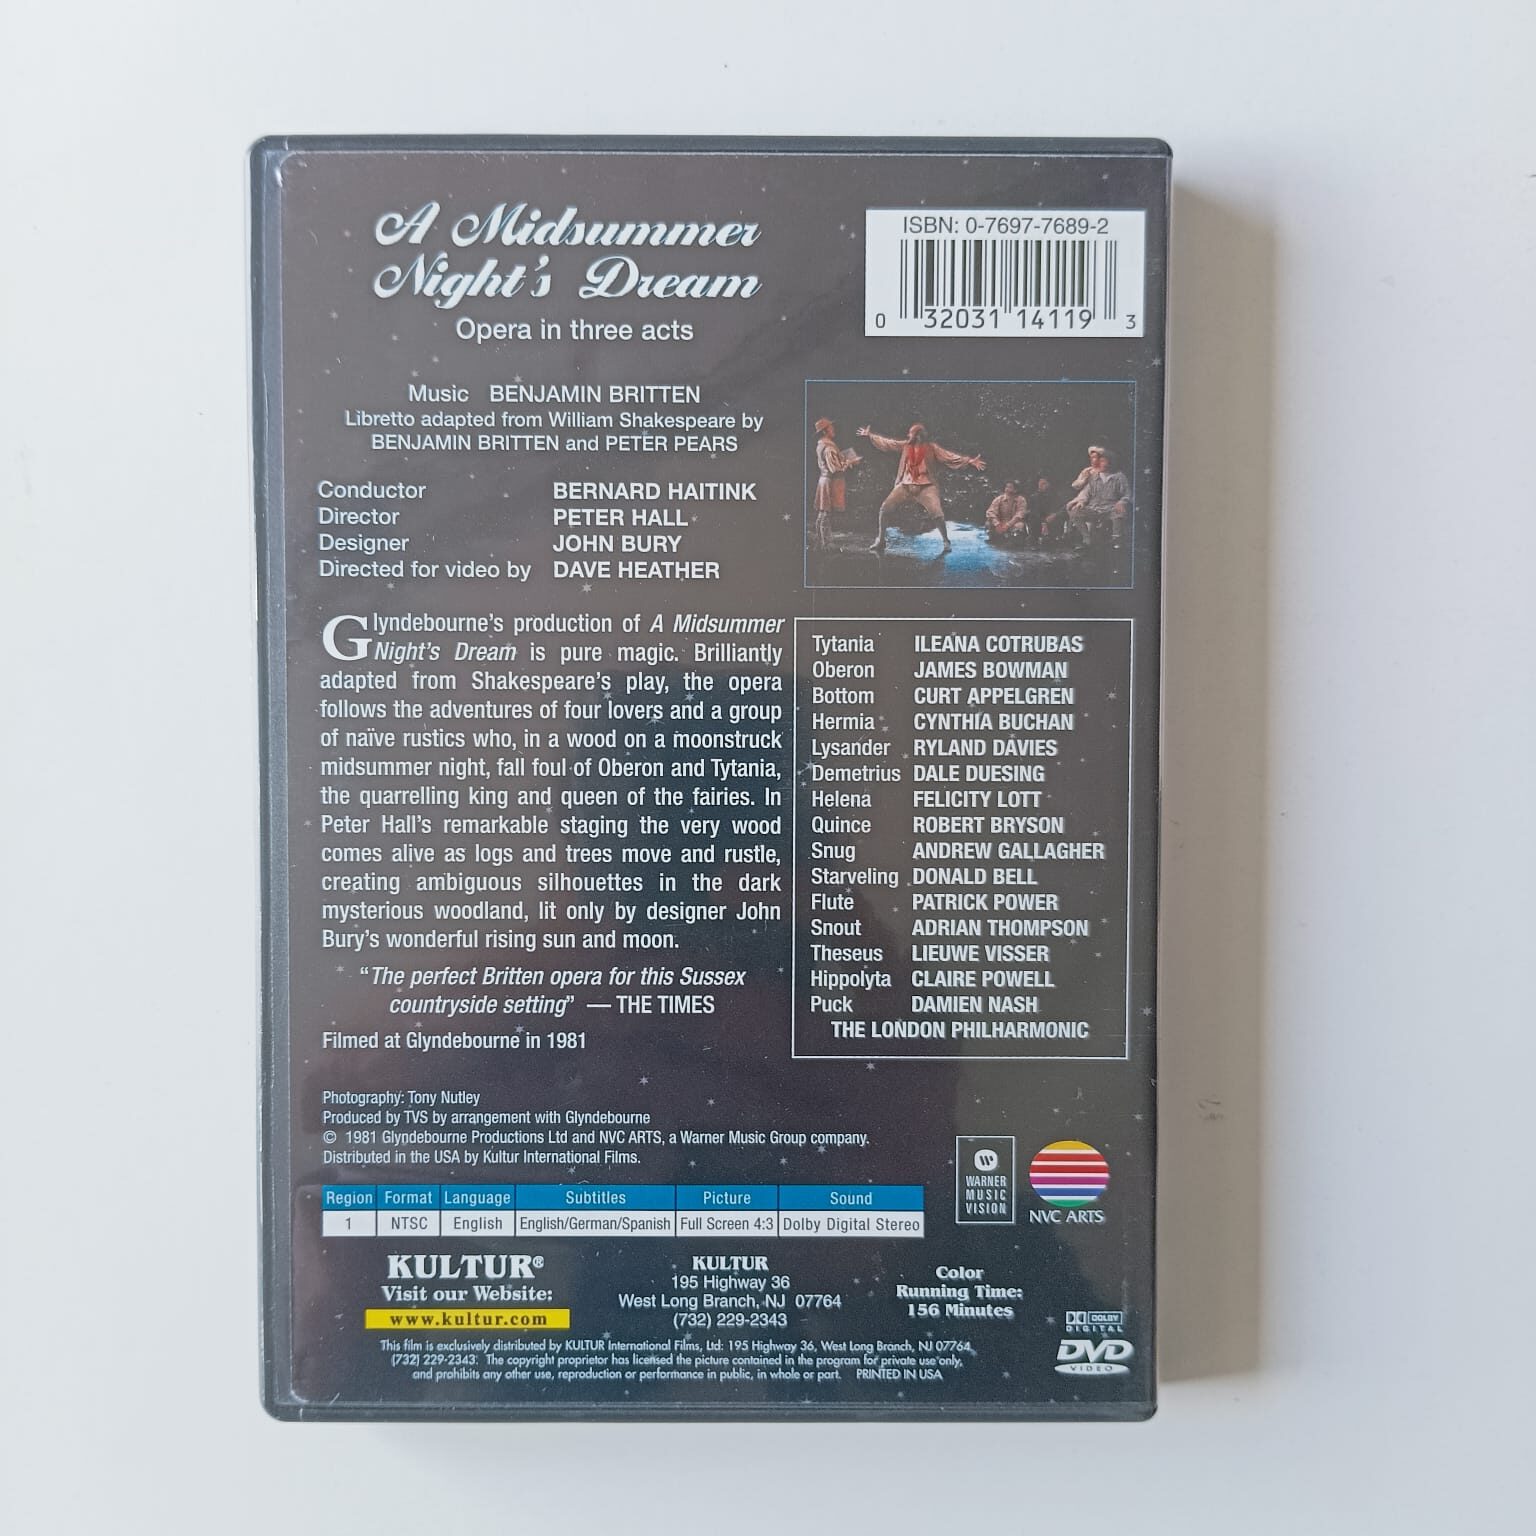 A Midsummer
Night's Dream
Opera in three acts
ISBN: 0-7697-7689-2
0 32031 14119 3
Music BENJAMIN BRITTEN
Libretto adapted from William Shakespeare by
BENJAMIN BRITTEN and PETER PEARS
Conductor BERNARD HAITINK
Director PETER HALL
Designer JOHN BURY
Directed for video by DAVE HEATHER
Glyndebourne's production of A Midsummer
Night's Dream is pure magic. Brilliantly
adapted from Shakespeare's play, the opera
follows the adventures of four lovers and a group
of naïve rustics who, in a wood on a moonstruck
midsummer night, fall foul of Oberon and Tytania,
the quarrelling king and queen of the fairies. In
Peter Hall's remarkable staging the very wood
comes alive as logs and trees move and rustle,
creating ambiguous silhouettes in the dark
mysterious woodland, lit only by designer John
Bury's wonderful rising sun and moon.
"The perfect Britten opera for this Sussex
countryside setting" — THE TIMES
Filmed at Glyndebourne in 1981
Tytania ILEANA COTRUBAS
Oberon JAMES BOWMAN
Bottom CURT APPELGREN
Hermia CYNTHIA BUCHAN
Lysander RYLAND DAVIES
Demetrius DALE DUESING
Helena FELICITY LOTT
Quince ROBERT BRYSON
Snug ANDREW GALLAGHER
Starveling DONALD BELL
Flute PATRICK POWER
Snout ADRIAN THOMPSON
Theseus LIEUWE VISSER
Hippolyta CLAIRE POWELL
Puck DAMIEN NASH
THE LONDON PHILHARMONIC
Photography: Tony Nutley
Produced by TVS by arrangement with Glyndebourne
© 1981 Glyndebourne Productions Ltd and NVC ARTS, a Warner Music Group company.
Distributed in the USA by Kultur International Films.
WARNER
MUSIC
VISION
NVC ARTS
Region Format Language Subtitles Picture Sound
1 NTSC English English/German/Spanish Full Screen 4:3 Dolby Digital Stereo
KULTUR®
Visit our Website:
www.kultur.com
KULTUR
195 Highway 36
West Long Branch, NJ 07764
(732) 229-2343
Color
Running Time:
156 Minutes
DOLBY
DIGITAL
DVD
VIDEO
This film is exclusively distributed by KULTUR International Films, Ltd: 195 Highway 36, West Long Branch, NJ 07764,
(732) 229-2343. The copyright proprietor has licensed the picture contained in the program for private use only,
and prohibits any other use, reproduction or performance in public, in whole or part. PRINTED IN USA